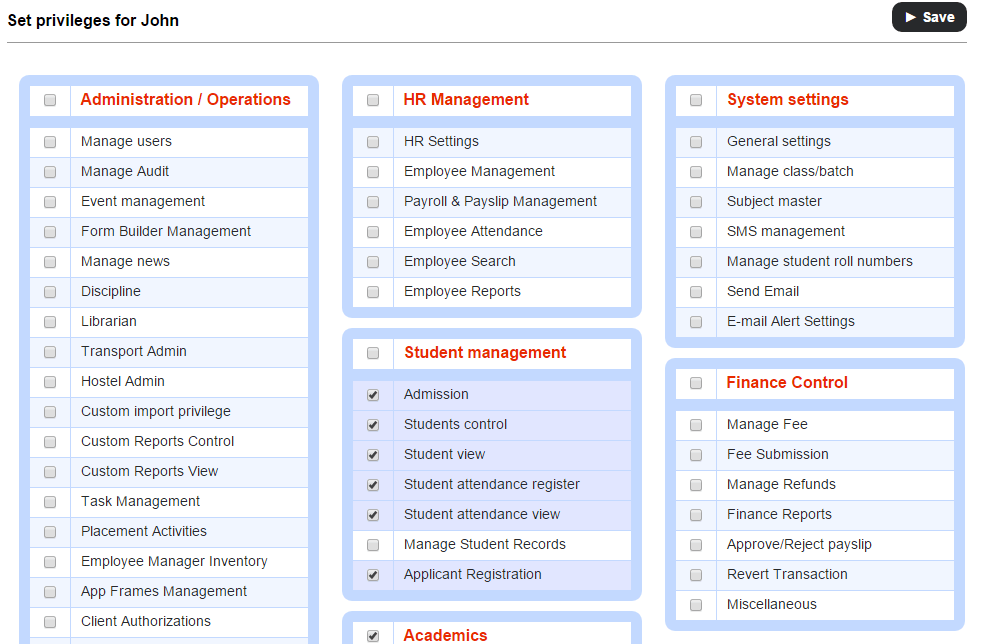 Set privileges for John
Save
Administration / Operations
Manage users
Manage Audit
Event management
Form Builder Management
Manage news
Discipline
Librarian
Transport Admin
Hostel Admin
Custom import privilege
Custom Reports Control
Custom Reports View
Task Management
Placement Activities
Employee Manager Inventory
App Frames Management
Client Authorizations
HR Management
HR Settings
Employee Management
Payroll & Payslip Management
Employee Attendance
Employee Search
Employee Reports
Student management
Admission
Students control
Student view
Student attendance register
Student attendance view
Manage Student Records
Applicant Registration
Academics
System settings
General settings
Manage class/batch
Subject master
SMS management
Manage student roll numbers
Send Email
E-mail Alert Settings
Finance Control
Manage Fee
Fee Submission
Manage Refunds
Finance Reports
Approve/Reject payslip
Revert Transaction
Miscellaneous